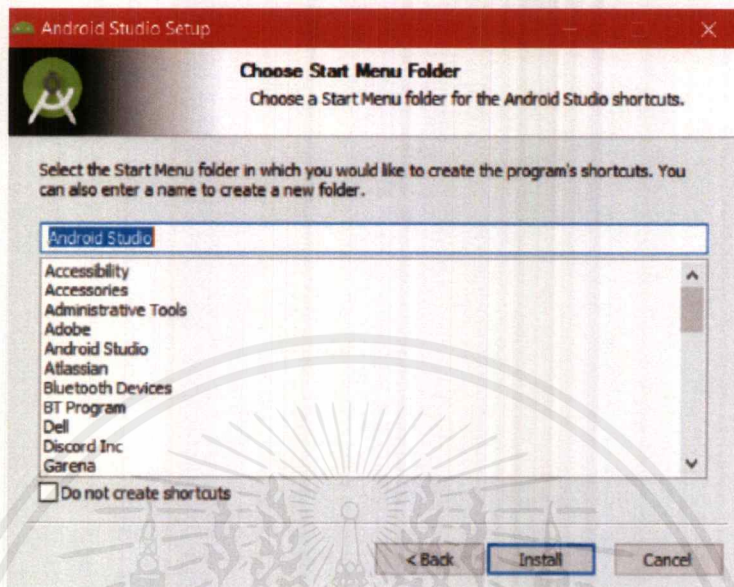 Android Studio Setup
Choose Start Menu Folder
Choose a Start Menu folder for the Android Studio shortcuts.
Select the Start Menu folder in which you would like to create the program's shortcuts. You
can also enter a name to create a new folder.
Android Studio
Accessibility
Accessories
Administrative Tools
Adobe
Android Studio
Atlassian
Bluetooth Devices
BT Program
Dell
Discord Inc
Garena
Do not create shortcuts
< Back
Install
Cancel